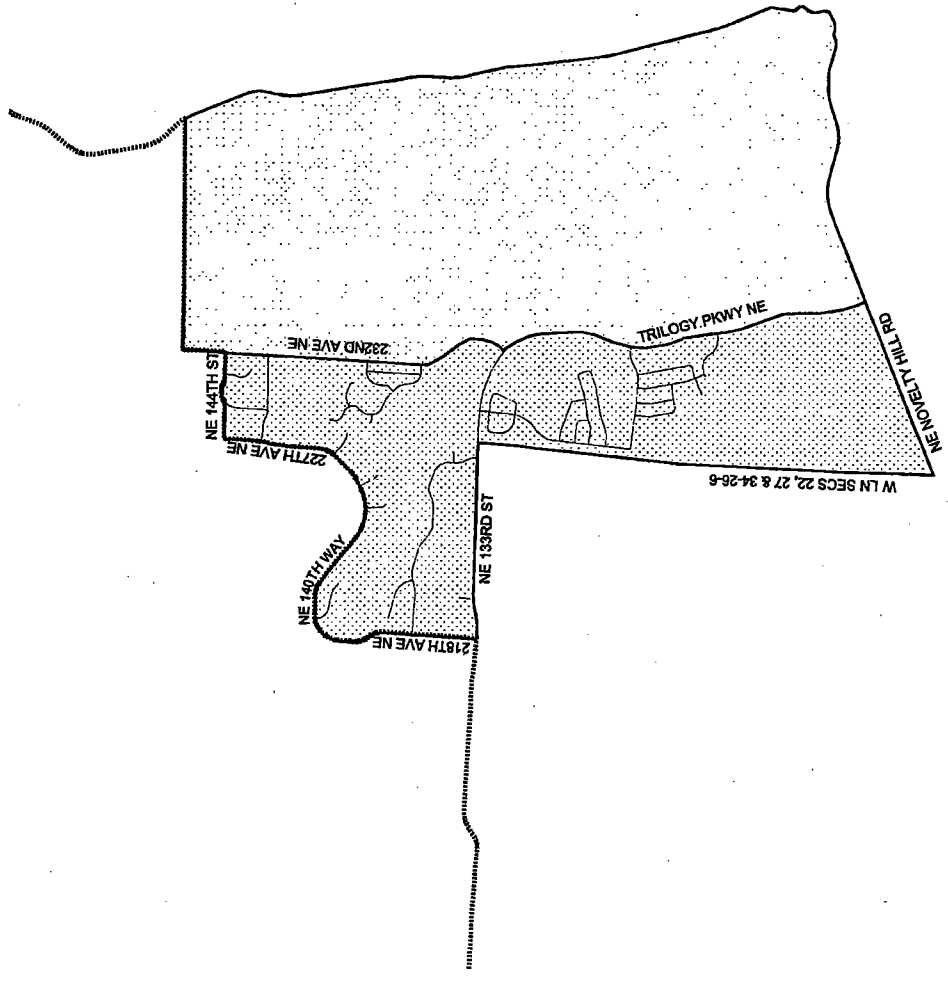 NE 144TH ST
232ND AVE NE
227TH AVE NE
TRILOGY PKWY NE
NE NOVELTY HILL RD
W LN SECS 22, 27 & 34-26-6
NE 140TH WAY
NE 133RD ST
218TH AVE NE